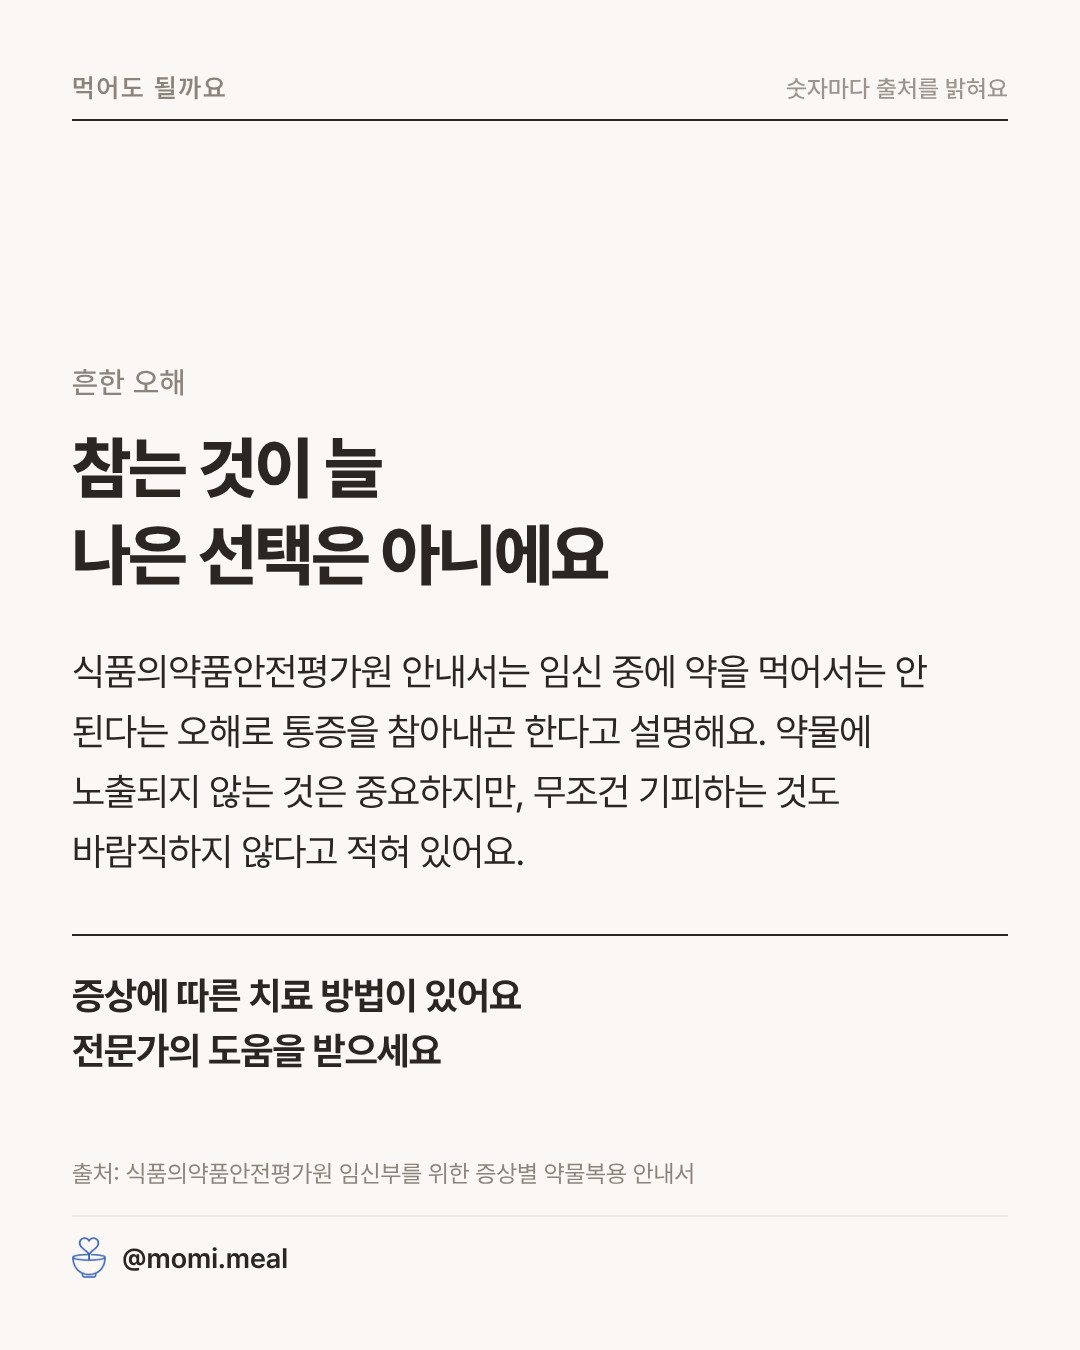 먹어도 될까요
숫자마다 출처를 밝혀요
흔한 오해
참는 것이 늘
나은 선택은 아니에요
식품의약품안전평가원 안내서는 임신 중에 약을 먹어서는 안
된다는 오해로 통증을 참아내곤 한다고 설명해요. 약물에
노출되지 않는 것은 중요하지만, 무조건 기피하는 것도
바람직하지 않다고 적혀 있어요.
증상에 따른 치료 방법이 있어요
전문가의 도움을 받으세요
출처: 식품의약품안전평가원 임신부를 위한 증상별 약물복용 안내서
@momi.meal